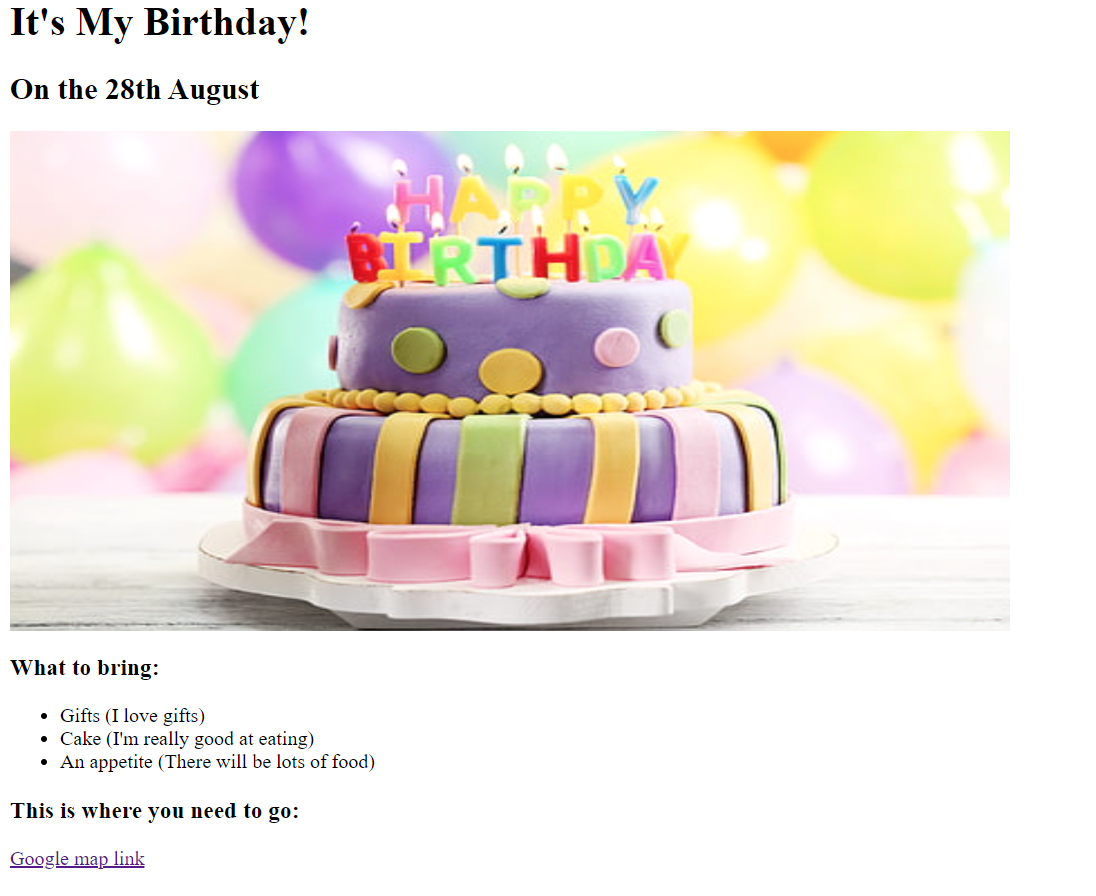 It's My Birthday!
On the 28th August
HAPPY
BIRTHDAY
What to bring:
Gifts (I love gifts)
Cake (I'm really good at eating)
An appetite (There will be lots of food)
This is where you need to go:
Google map link